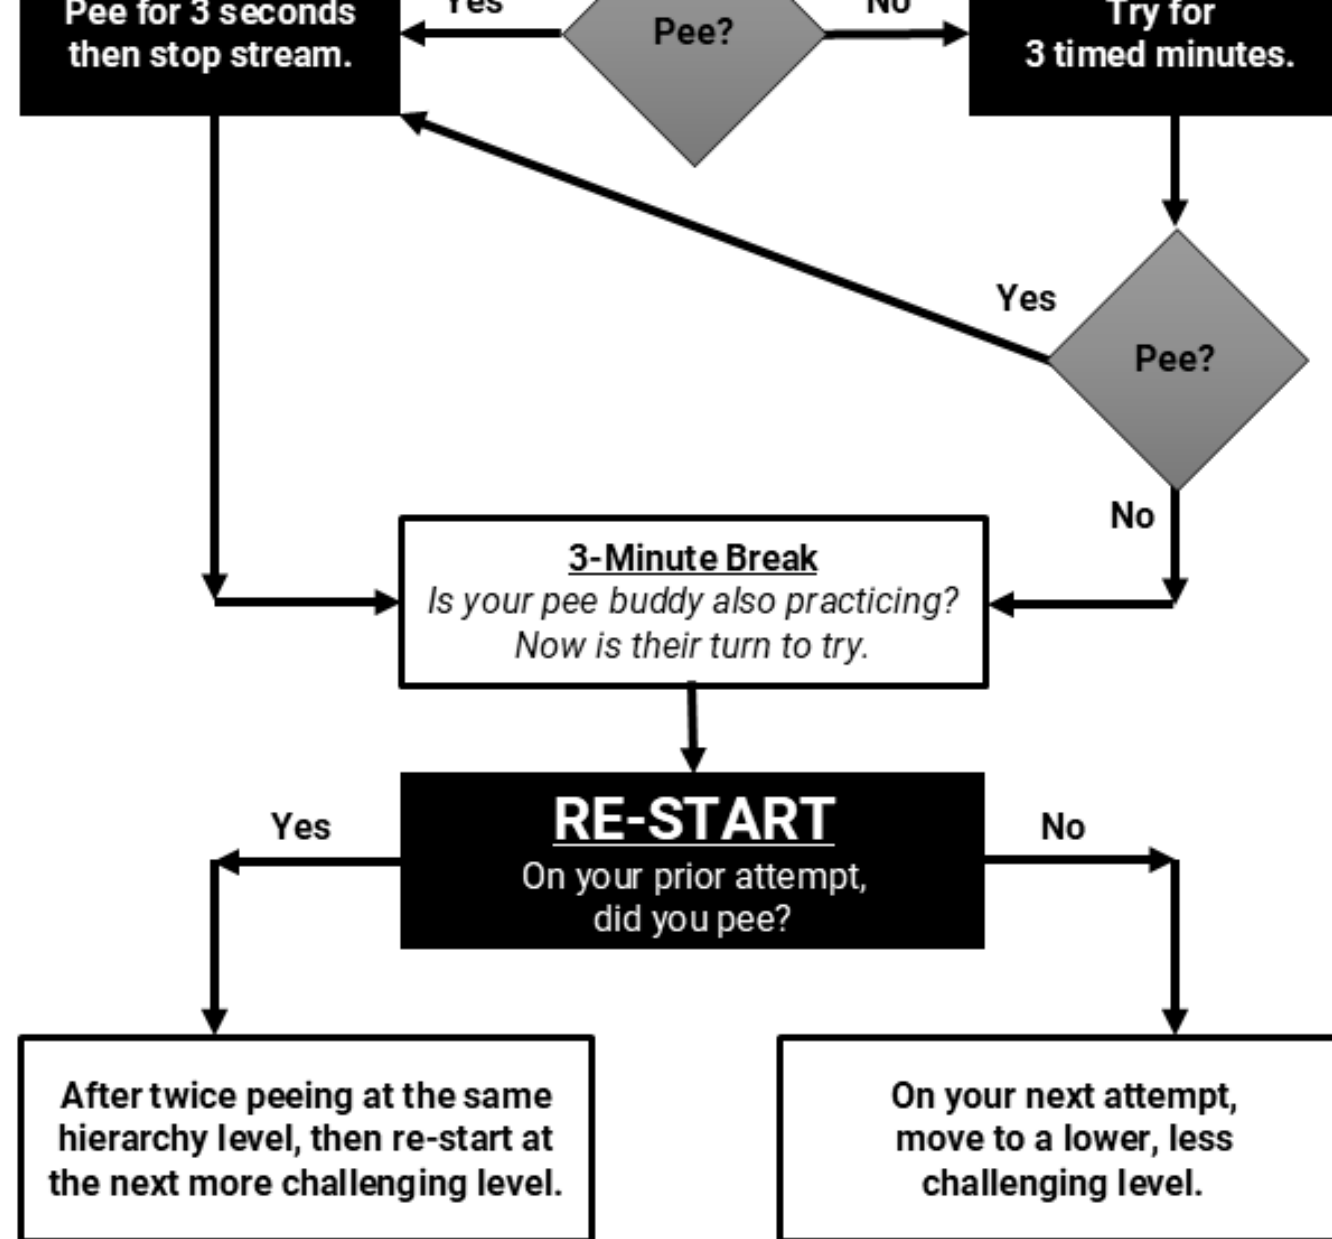 Yes
No
Pee for 3 seconds
then stop stream.
Pee?
Try for
3 timed minutes.
Yes
Pee?
No
3-Minute Break
Is your pee buddy also practicing?
Now is their turn to try.
RE-START
On your prior attempt,
did you pee?
Yes
No
After twice peeing at the same
hierarchy level, then re-start at
the next more challenging level.
On your next attempt,
move to a lower, less
challenging level.